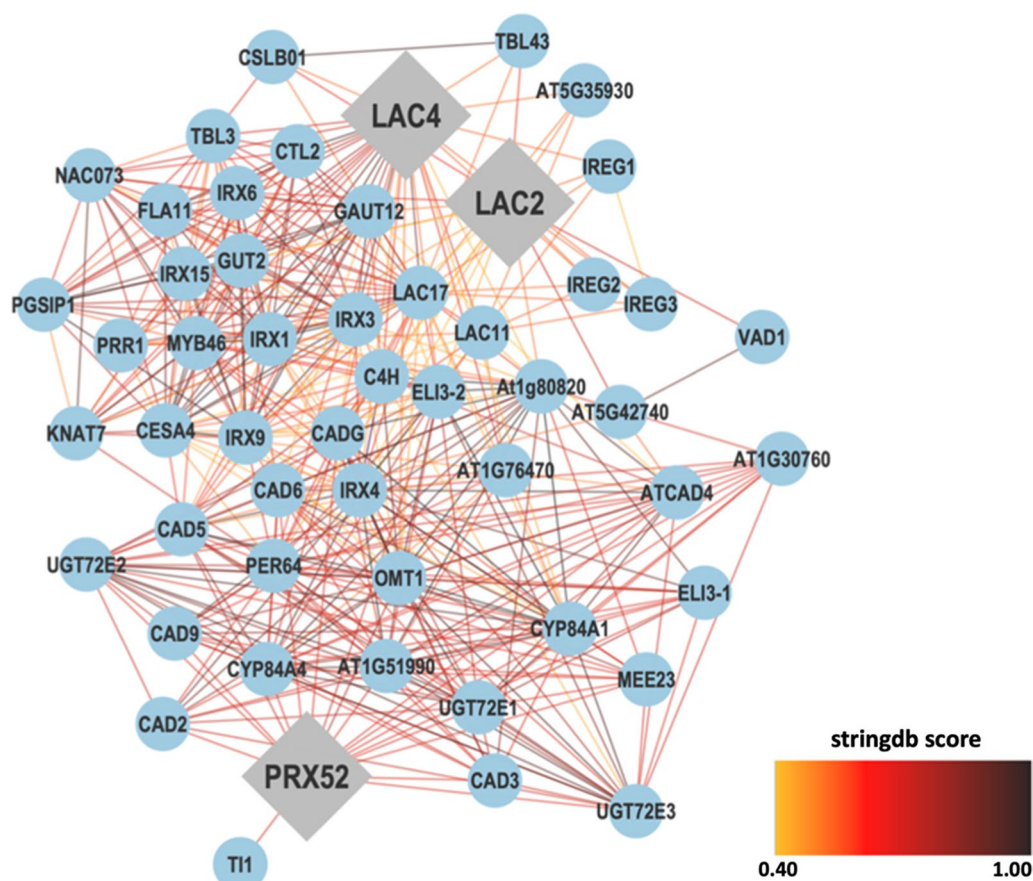 TBL43
CSLB01
AT5G35930
LAC4
TBL3
CTL2
IREG1
NAC073
IRX6
LAC2
FLA11
GAUT12
GUT2
IRX15
IREG2
LAC17
PGSIP1
IREG3
IRX3
LAC11
PRR1
MYB46
IRX1
VAD1
C4H
ELI3-2
At1g80820
AT5G42740
KNAT7
CESA4
IRX9
CADG
AT1G30760
AT1G76470
CAD6
IRX4
ATCAD4
CAD5
UGT72E2
PER64
OMT1
ELI3-1
CAD9
CYP84A1
CYP84A4
AT1G51990
MEE23
UGT72E1
CAD2
stringdb score
PRX52
CAD3
UGT72E3
TI1
0.40
1.00